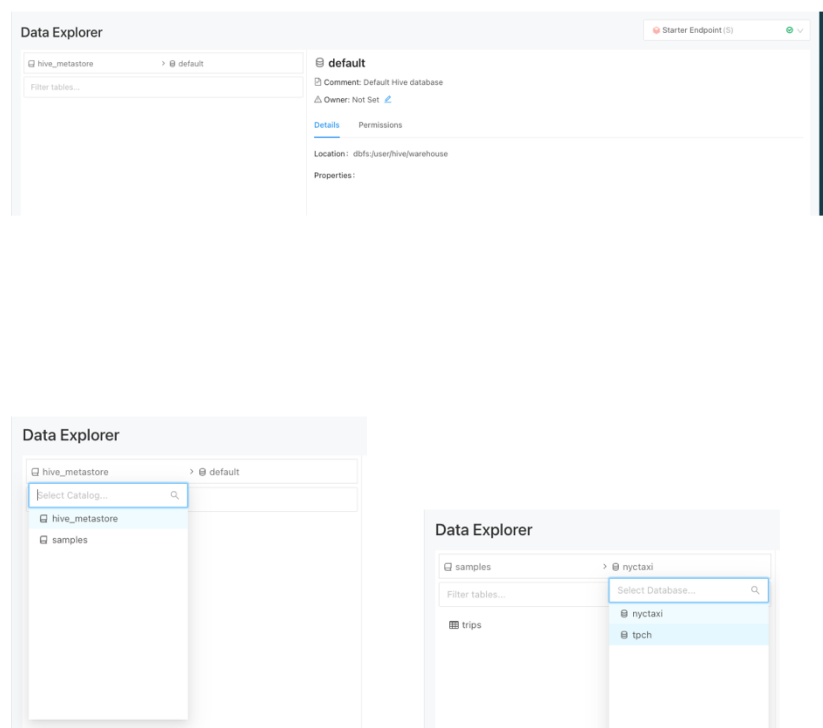 Data Explorer
Starter Endpoint (S)
hive_metastore > default
Filter tables...
default
Comment: Default Hive database
Owner: Not Set
Details Permissions
Location: dbfs:/user/hive/warehouse
Properties:
Data Explorer
hive_metastore > default
Select Catalog...
hive_metastore
samples
Data Explorer
samples > nyctaxi
Filter tables...
trips
Select Database...
nyctaxi
tpch